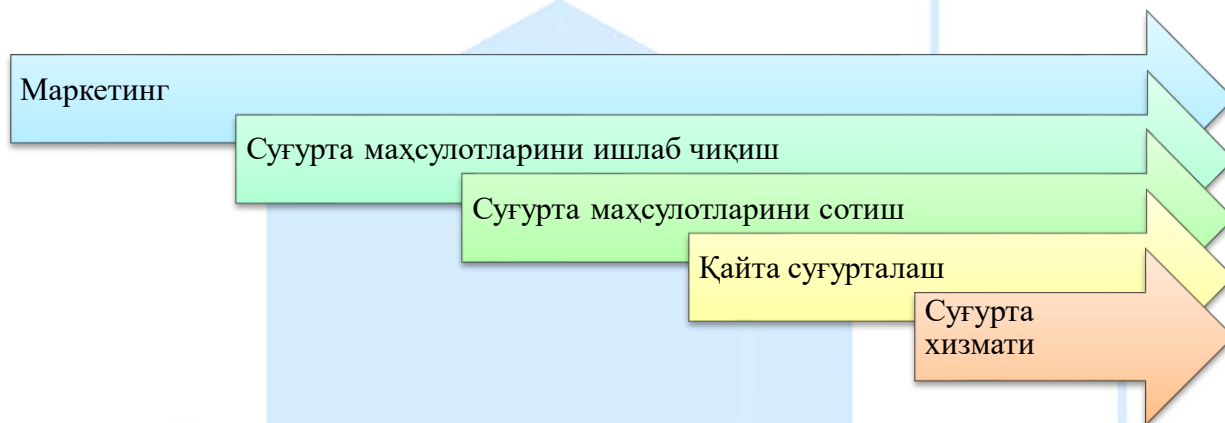 Маркетинг
Суғурта маҳсулотларини ишлаб чиқиш
Суғурта маҳсулотларини сотиш
Қайта суғурталаш
Суғурта
хизмати